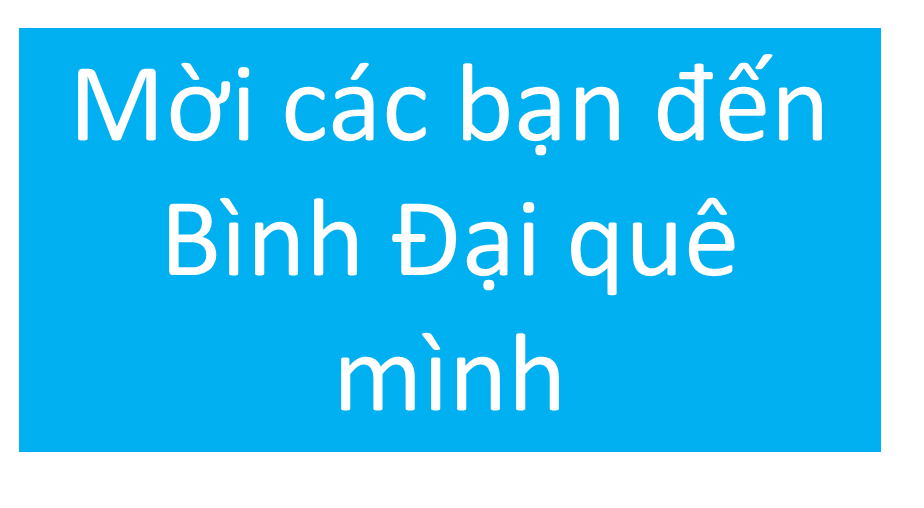 Mời các bạn đến
Bình Đại quê
mình